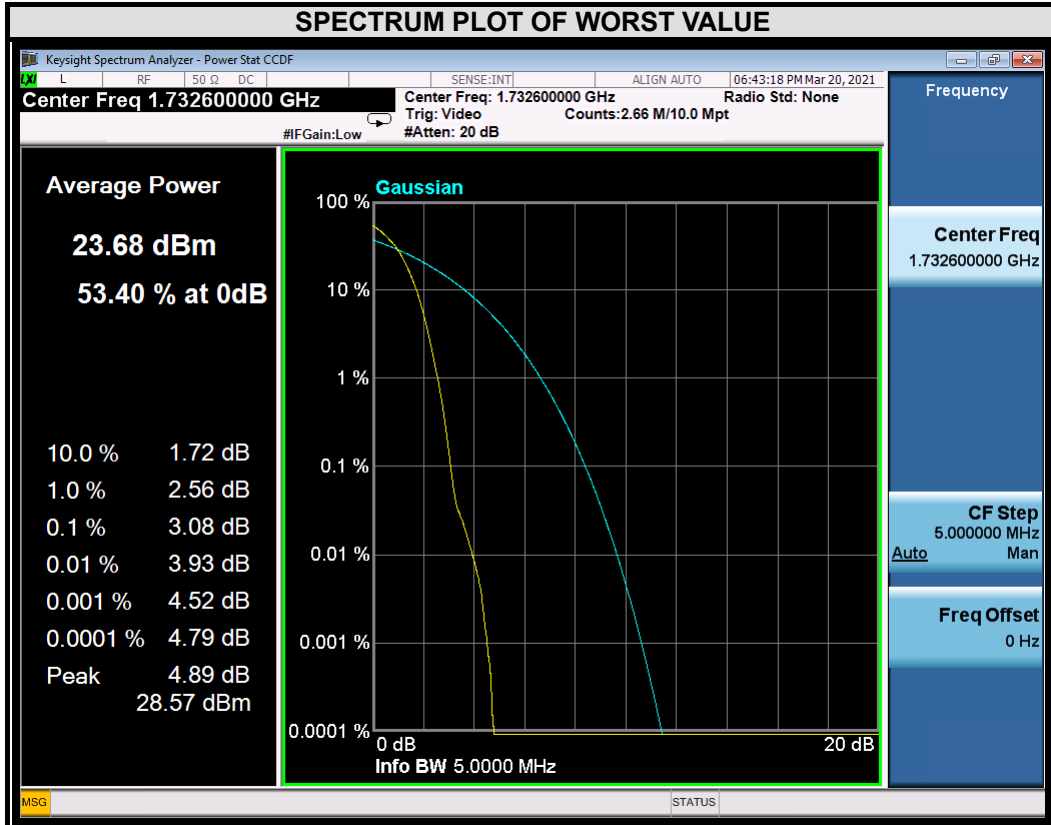 SPECTRUM PLOT OF WORST VALUE
Keysight Spectrum Analyzer - Power Stat CCDF
LXI L RF 50 Ω DC SENSE:INT ALIGN AUTO 06:43:18 PM Mar 20, 2021
Center Freq 1.732600000 GHz
Center Freq: 1.732600000 GHz Radio Std: None
Trig: Video Counts:2.66 M/10.0 Mpt
#IFGain:Low #Atten: 20 dB
Average Power
23.68 dBm
53.40 % at 0dB
10.0 % 1.72 dB
1.0 % 2.56 dB
0.1 % 3.08 dB
0.01 % 3.93 dB
0.001 % 4.52 dB
0.0001 % 4.79 dB
Peak 4.89 dB
28.57 dBm
Gaussian
100 %
10 %
1 %
0.1 %
0.01 %
0.001 %
0.0001 %
0 dB 20 dB
Info BW 5.0000 MHz
Frequency
Center Freq
1.732600000 GHz
CF Step
5.000000 MHz
Auto Man
Freq Offset
0 Hz
MSG STATUS